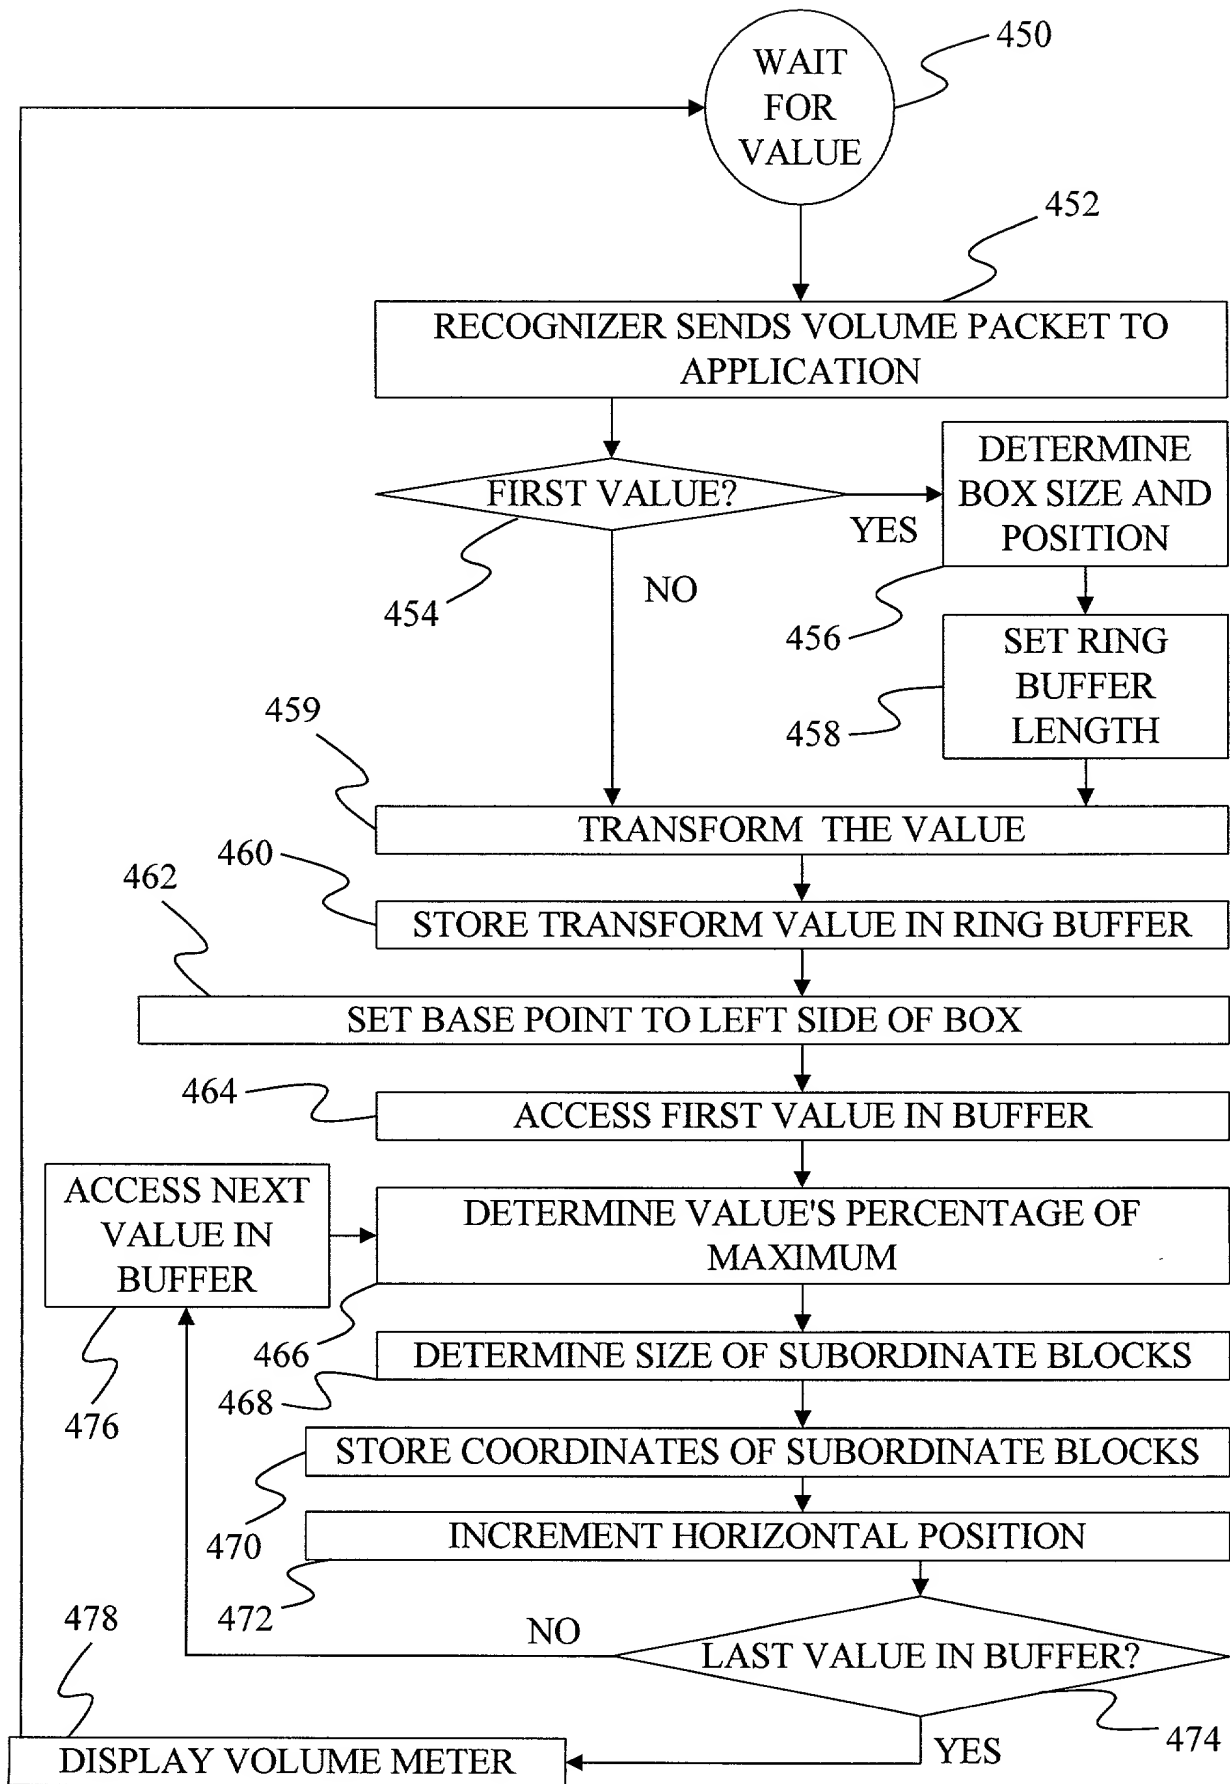 WAIT
FOR
VALUE
450
452
RECOGNIZER SENDS VOLUME PACKET TO
APPLICATION
FIRST VALUE?
YES
NO
454
DETERMINE
BOX SIZE AND
POSITION
456
SET RING
BUFFER
LENGTH
458
459
TRANSFORM THE VALUE
460
STORE TRANSFORM VALUE IN RING BUFFER
462
SET BASE POINT TO LEFT SIDE OF BOX
464
ACCESS FIRST VALUE IN BUFFER
ACCESS NEXT
VALUE IN
BUFFER
476
DETERMINE VALUE'S PERCENTAGE OF
MAXIMUM
466
DETERMINE SIZE OF SUBORDINATE BLOCKS
468
STORE COORDINATES OF SUBORDINATE BLOCKS
470
INCREMENT HORIZONTAL POSITION
472
LAST VALUE IN BUFFER?
NO
474
YES
478
DISPLAY VOLUME METER